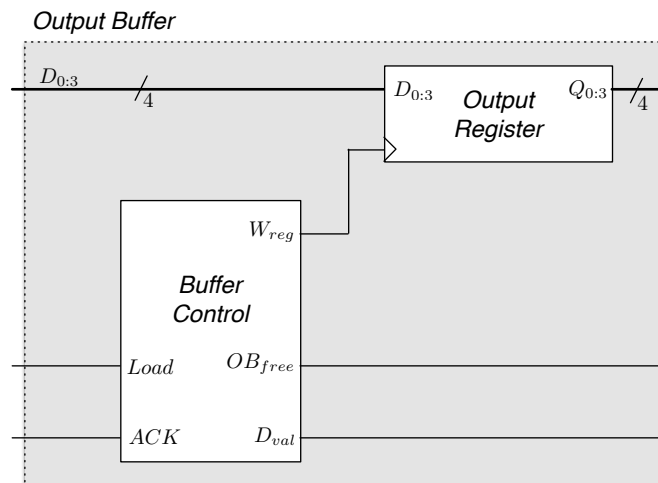 Output Buffer
D0:3
4
D0:3
Output
Register
Q0:3
4
Wreg
Buffer
Control
Load
OBfree
ACK
Dval